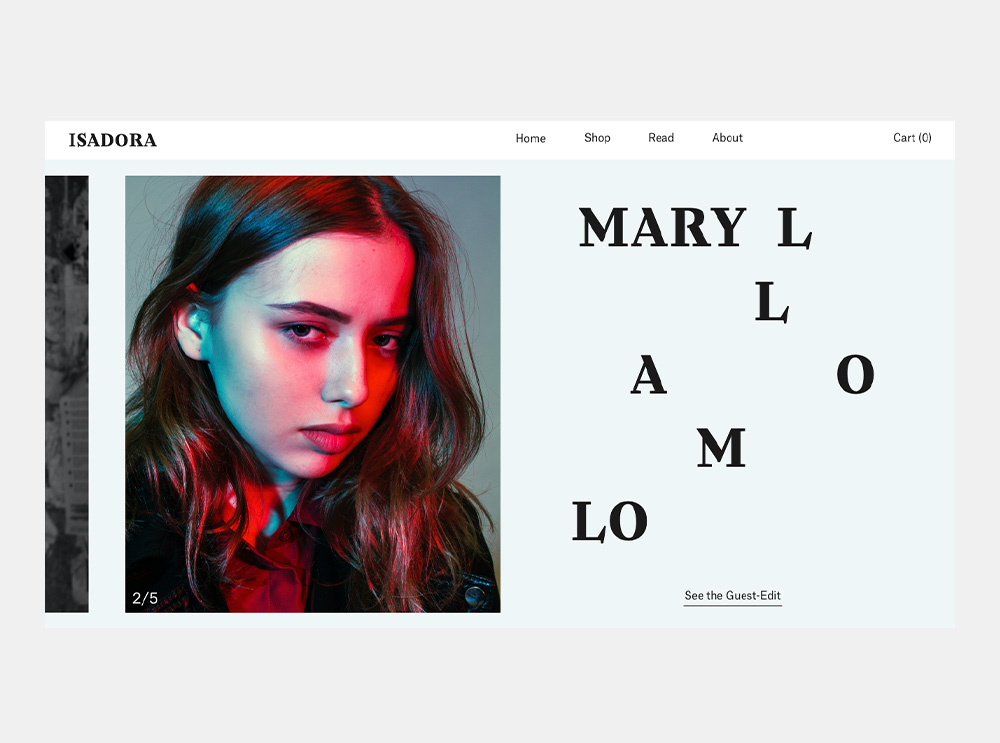 ISADORA
Home Shop Read About Cart (0)
MARY L
L
A O
M
LO
2/5
See the Guest-Edit